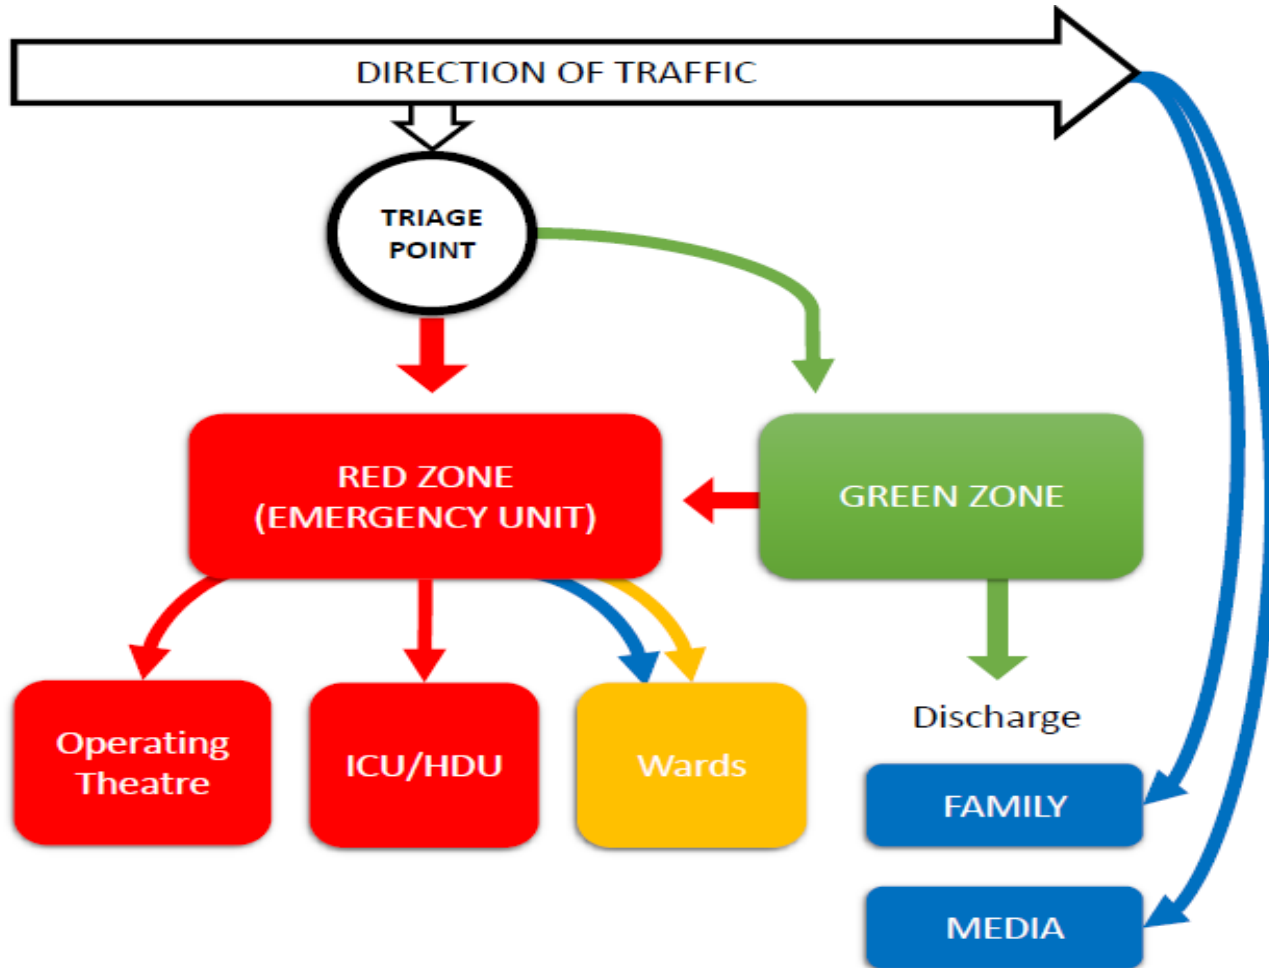 DIRECTION OF TRAFFIC
TRIAGE
POINT
RED ZONE
(EMERGENCY UNIT)
GREEN ZONE
Operating
Theatre
ICU/HDU
Wards
Discharge
FAMILY
MEDIA